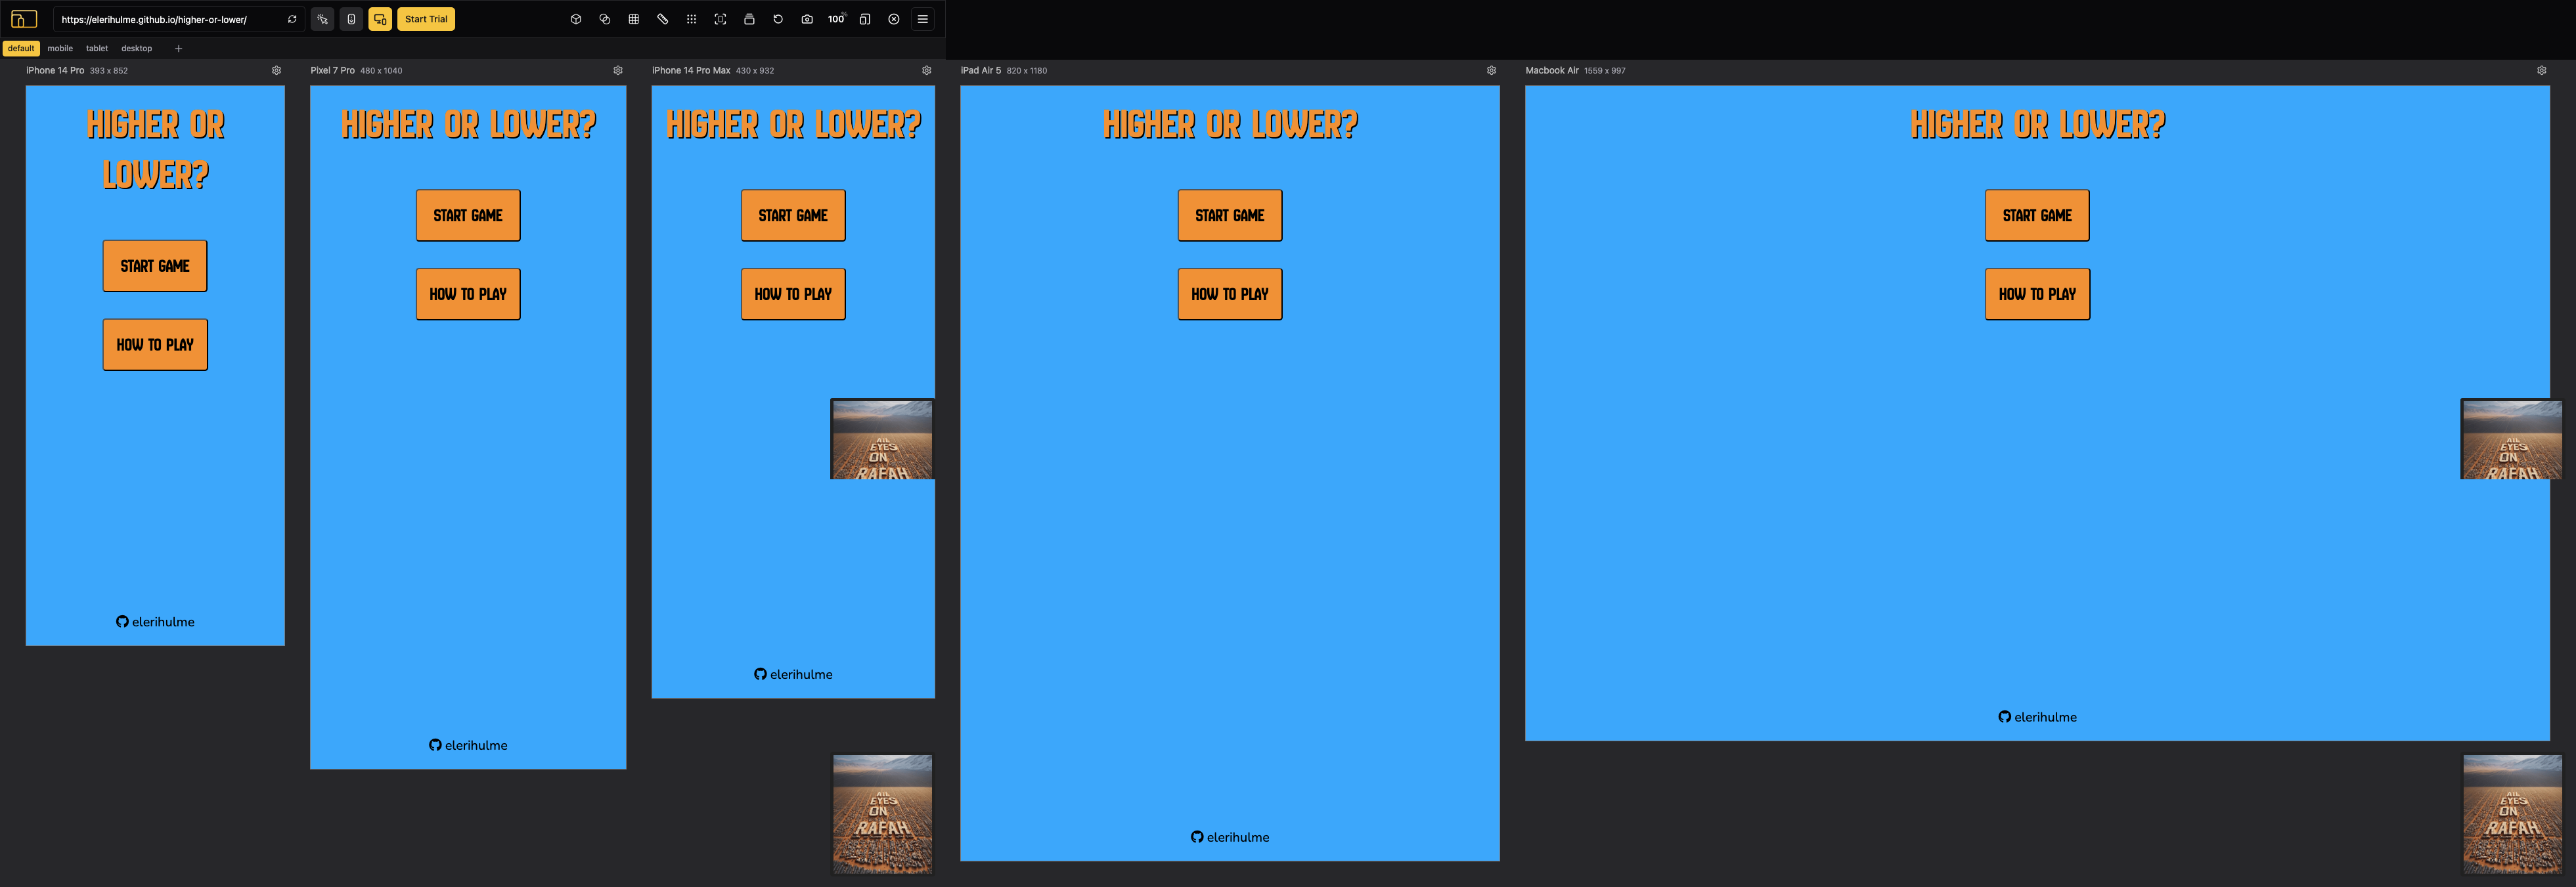 https://elerihulme.github.io/higher-or-lower/
Start Trial
100%
default
mobile
tablet
desktop
iPhone 14 Pro 393 x 852
HIGHER OR
LOWER?
START GAME
HOW TO PLAY
elerihulme
Pixel 7 Pro 480 x 1040
HIGHER OR LOWER?
START GAME
HOW TO PLAY
elerihulme
iPhone 14 Pro Max 430 x 932
HIGHER OR LOWER?
START GAME
HOW TO PLAY
ALL
EYES
ON
RAFAH
elerihulme
ALL
EYES
ON
RAFAH
iPad Air 5 820 x 1180
HIGHER OR LOWER?
START GAME
HOW TO PLAY
elerihulme
Macbook Air 1559 x 997
HIGHER OR LOWER?
START GAME
HOW TO PLAY
ALL
EYES
ON
RAFAH
elerihulme
ALL
EYES
ON
RAFAH